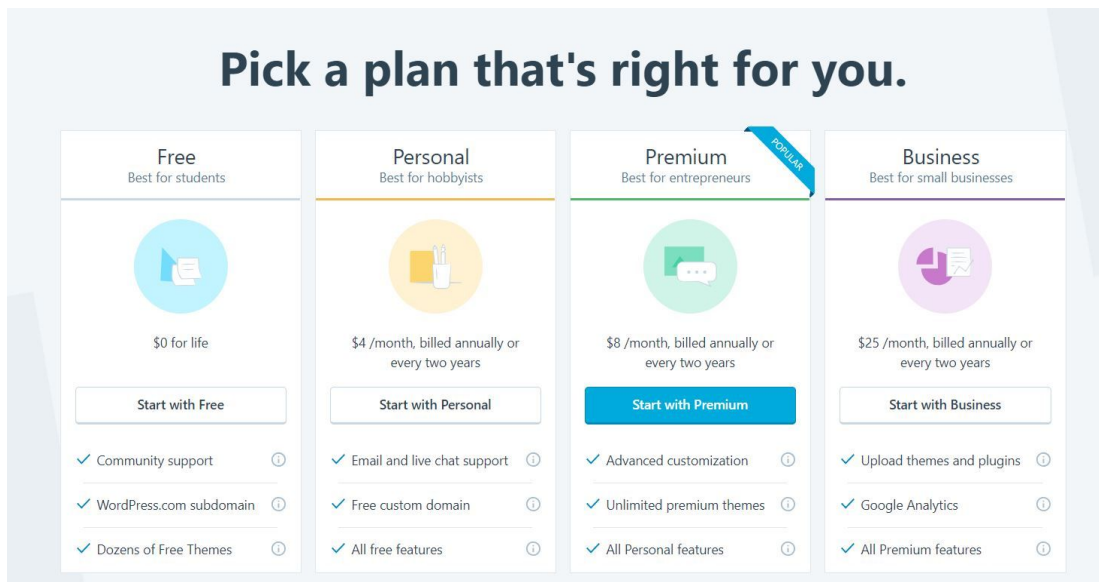 Pick a plan that's right for you.
Free
Best for students
$0 for life
Start with Free
Community support
WordPress.com subdomain
Dozens of Free Themes
Personal
Best for hobbyists
$4 /month, billed annually or
every two years
Start with Personal
Email and live chat support
Free custom domain
All free features
POPULAR
Premium
Best for entrepreneurs
$8 /month, billed annually or
every two years
Start with Premium
Advanced customization
Unlimited premium themes
All Personal features
Business
Best for small businesses
$25 /month, billed annually or
every two years
Start with Business
Upload themes and plugins
Google Analytics
All Premium features